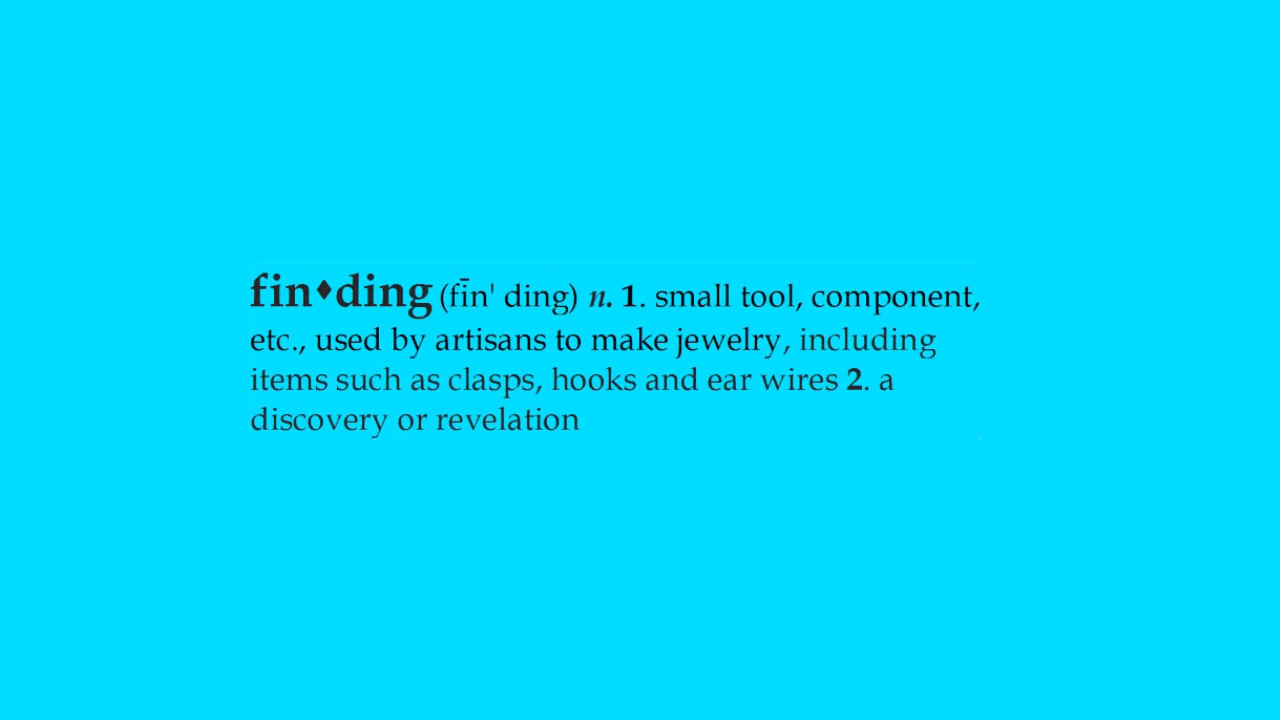 fin♦ding (fīn' ding) n. 1. small tool, component,
etc., used by artisans to make jewelry, including
items such as clasps, hooks and ear wires 2. a
discovery or revelation